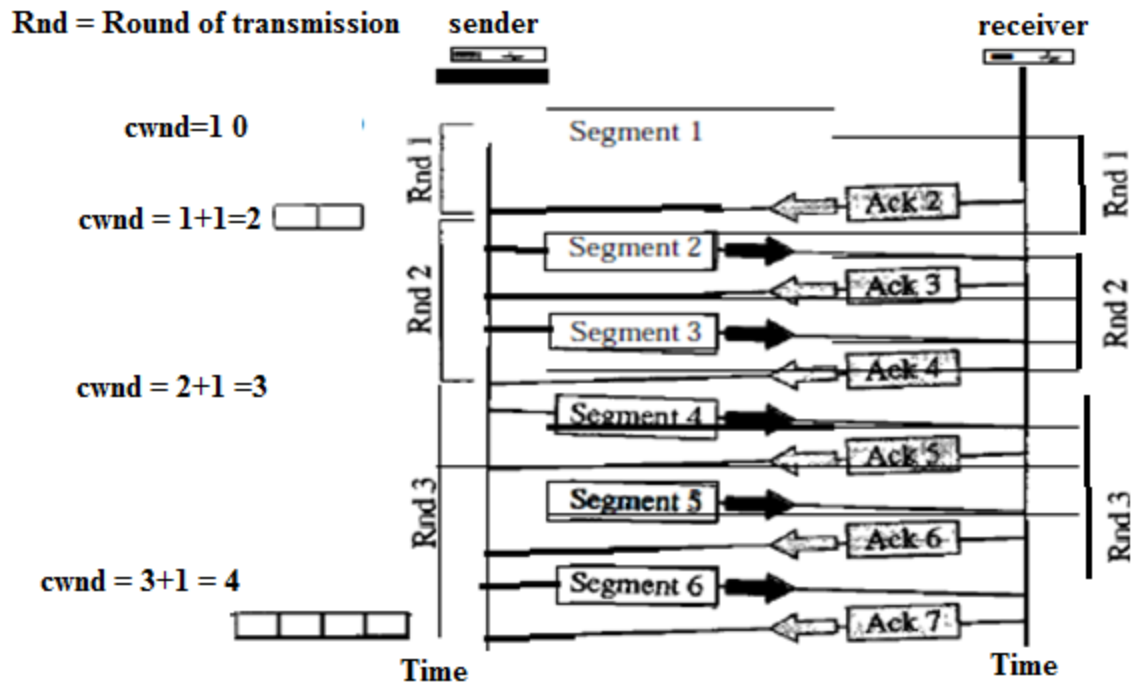 Rnd = Round of transmission
sender
receiver
cwnd=1 0
Segment 1
Rnd 1
Rnd 1
Ack 2
cwnd = 1+1=2
Segment 2
Rnd 2
Ack 3
Rnd 2
Segment 3
Ack 4
cwnd = 2+1 =3
Segment 4
Ack 5
Segment 5
Rnd 3
Rnd 3
Ack 6
cwnd = 3+1 = 4
Segment 6
Ack 7
Time
Time